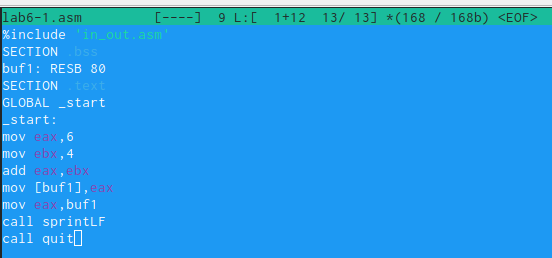 lab6-1.asm [----] 9 L:[ 1+12 13/ 13] *(168 / 168b) <EOF>
%include 'in_out.asm'
SECTION .bss
buf1: RESB 80
SECTION .text
GLOBAL _start
_start:
mov eax,6
mov ebx,4
add eax,ebx
mov [buf1],eax
mov eax,buf1
call sprintLF
call quit